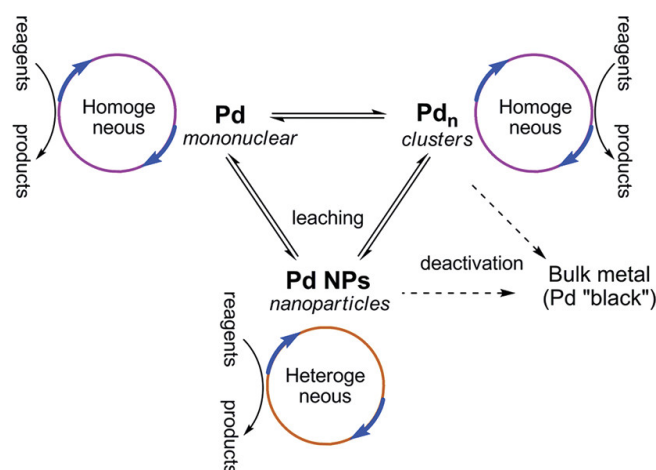 reagents
products
Homoge
neous
Pd
mononuclear
Pdn
clusters
Homoge
neous
reagents
products
leaching
Pd NPs
nanoparticles
deactivation
Bulk metal
(Pd "black")
reagents
products
Heteroge
neous